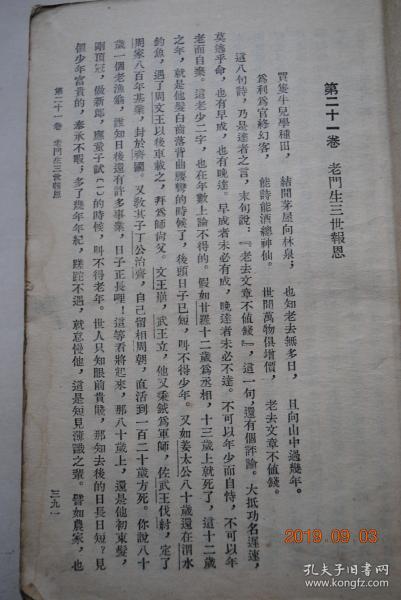 第二十一卷 老門生三世報恩
買隻牛兒學種田， 結間茅屋向林泉； 也知老去無多日， 且向山中過幾年。
爲利爲官終幻客， 能詩能酒總神仙。 世間萬物俱增價， 老去文章不値錢。
這八句詩，乃是達者之言，末句說：『老去文章不値錢』，這一句，還有個評論。大抵功名遲速，
莫逃乎命，也有早成，也有晚達。早成者未必有成，晚達者未必不達。不可以年少而自恃，不可以年
老而自棄。這老少二字，也在年數上論不得的。假如甘羅十二歲爲丞相，十三歲上就死了，這十二歲
之年，就是他髮白齒落背曲腰彎的時候了，後頭日子已短，叫不得少年。又如姜太公八十歲還在渭水
釣魚，遇了周文王以後車載之，拜爲師尙父。文王崩，武王立，他又秉鉞爲軍師，佐武王伐紂，定了
周家八百年基業，封於齊國。又敎其子丁公治齊，自己留相周朝，直活到一百二十歲方死。你說八十
歲一個老漁翁，誰知日後還有許多事業，日子正長哩！這等看將起來，那八十歲上，還是他初束髮，
剛頂冠，做新郎，應童子試(一)的時候，叫不得老年。世人只知眼前貴賤，那知去後的日長日短？見
個少年富貴的，奉承不暇；多了幾年年紀，蹉跎不遇，就怠慢他，這是短見薄識之輩。譬如農家，也
第二十一卷 老門生三世報恩
三九一
2019.09.03
孔夫子旧书网
kongfz.com